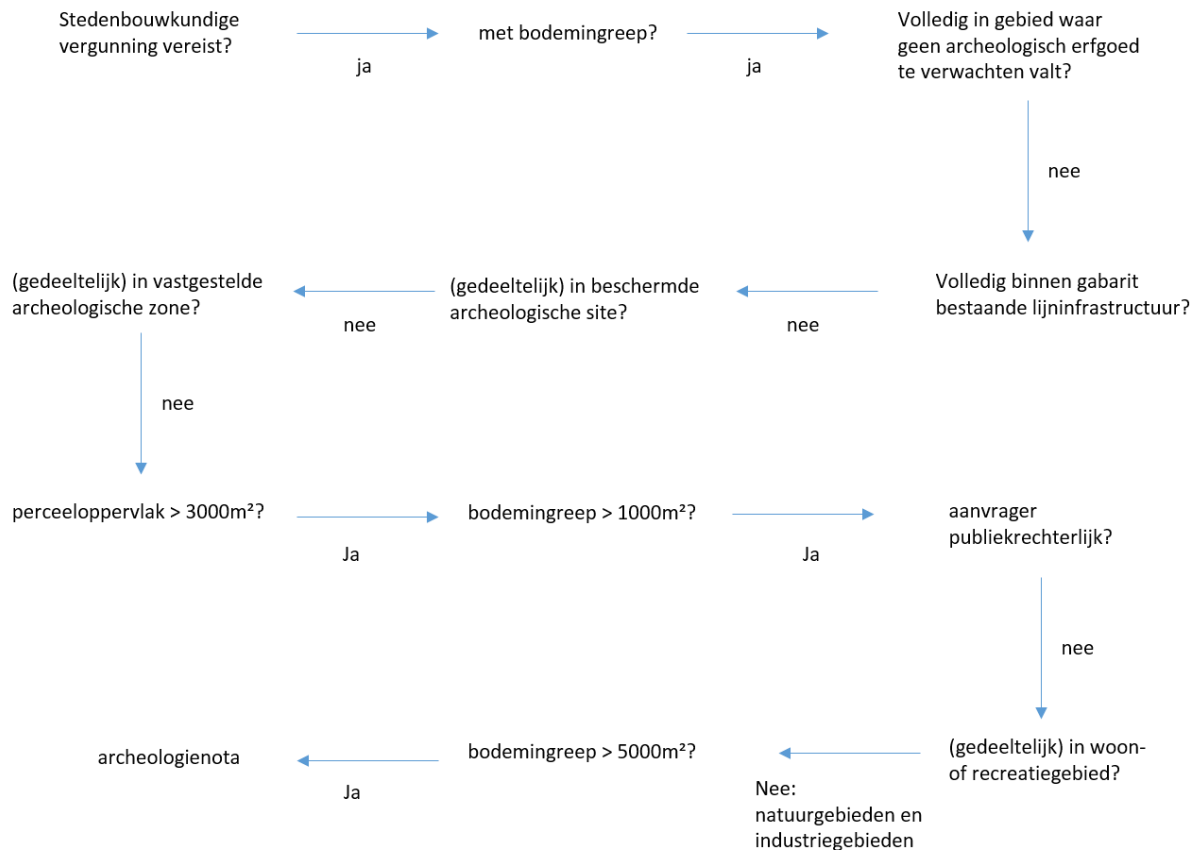 Stedenbouwkundige
vergunning vereist?
ja
met bodemingreep?
ja
Volledig in gebied waar
geen archeologisch erfgoed
te verwachten valt?
nee
Volledig binnen gabarit
bestaande lijninfrastructuur?
nee
(gedeeltelijk) in beschermde
archeologische site?
nee
(gedeeltelijk) in vastgestelde
archeologische zone?
nee
perceeloppervlak > 3000m²?
Ja
bodemingreep > 1000m²?
Ja
aanvrager
publiekrechterlijk?
nee
(gedeeltelijk) in woon-
of recreatiegebied?
Nee:
natuurgebieden en
industriegebieden
bodemingreep > 5000m²?
Ja
archeologienota